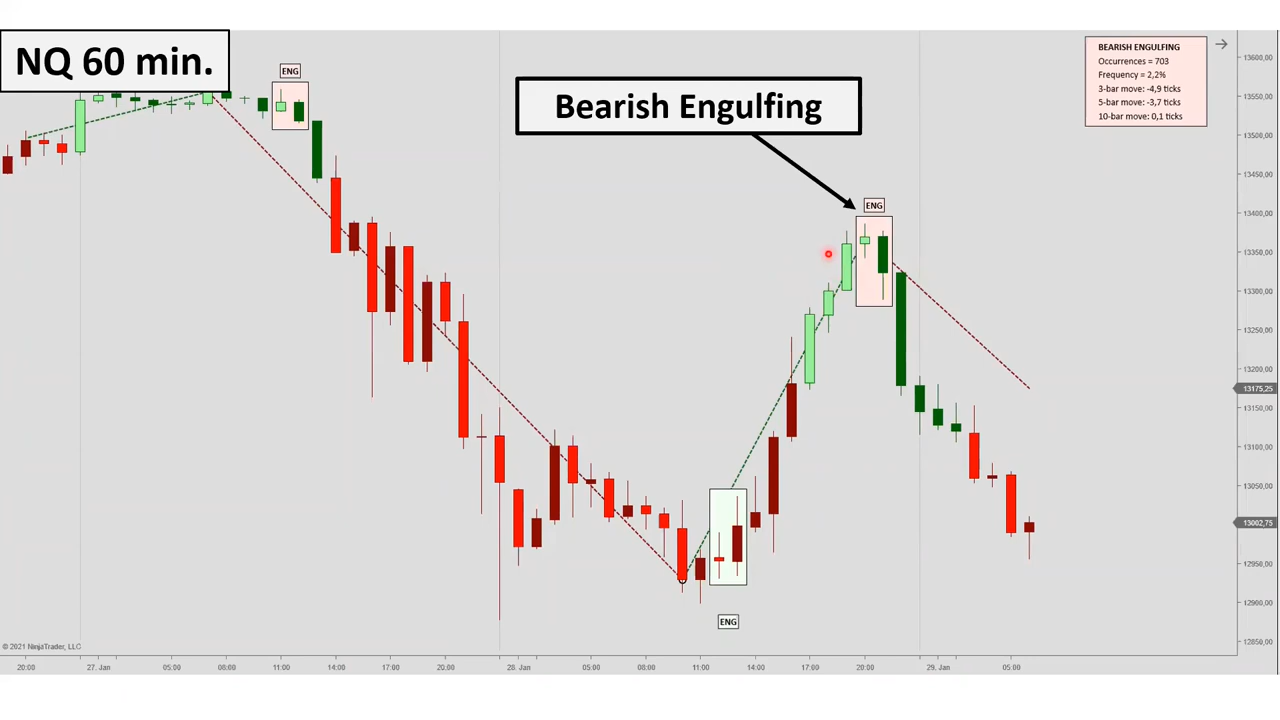 NQ 60 min.
ENG
Bearish Engulfing
ENG
BEARISH ENGULFING
Occurrences = 703
Frequency = 2,2%
3-bar move: -4,9 ticks
5-bar move: -3,7 ticks
10-bar move: 0,1 ticks
13600,00
13550,00
13500,00
13450,00
13400,00
13350,00
13300,00
13250,00
13200,00
13175,25
13150,00
13100,00
13050,00
13002,75
12950,00
12900,00
12850,00
ENG
© 2021 NinjaTrader, LLC
20:00 27. Jan 05:00 08:00 11:00 14:00 17:00 20:00 28. Jan 05:00 08:00 11:00 14:00 17:00 20:00 29. Jan 05:00